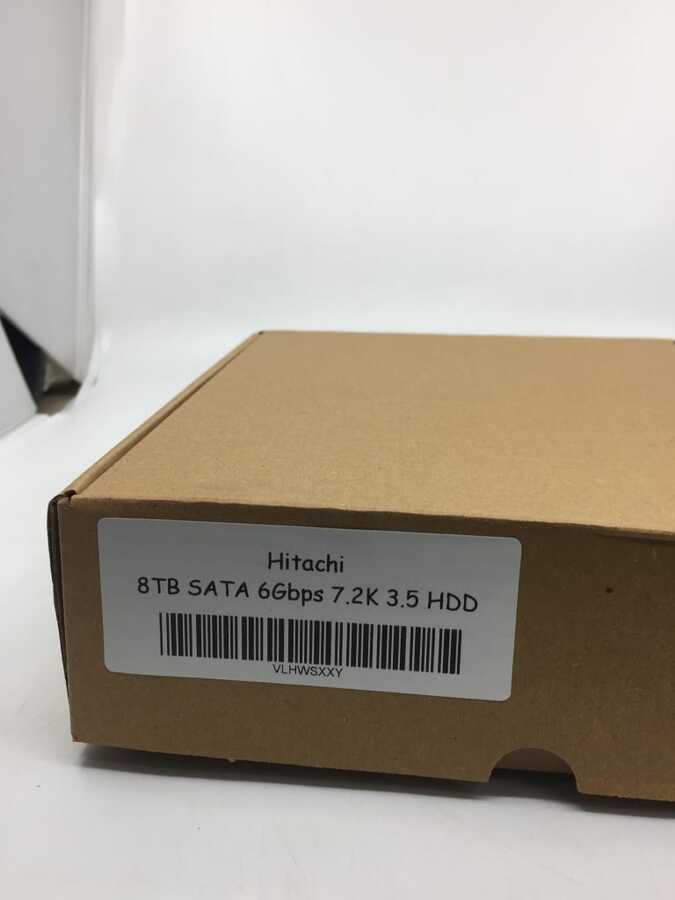 Hitachi
8TB SATA 6Gbps 7.2K 3.5 HDD
VLHWSXXY